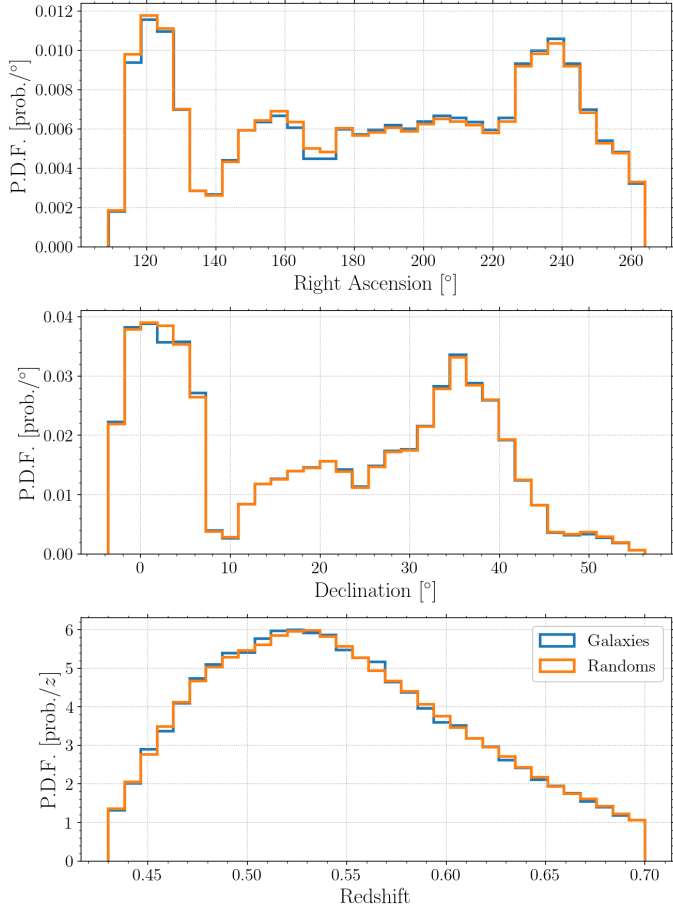 0.012
0.010
0.008
0.006
0.004
0.002
0.000
P.D.F. [prob./°]
120 140 160 180 200 220 240 260
Right Ascension [°]
0.04
0.03
0.02
0.01
0.00
P.D.F. [prob./°]
0 10 20 30 40 50
Declination [°]
6
5
4
3
2
1
0
P.D.F. [prob./z]
Galaxies
Randoms
0.45 0.50 0.55 0.60 0.65 0.70
Redshift